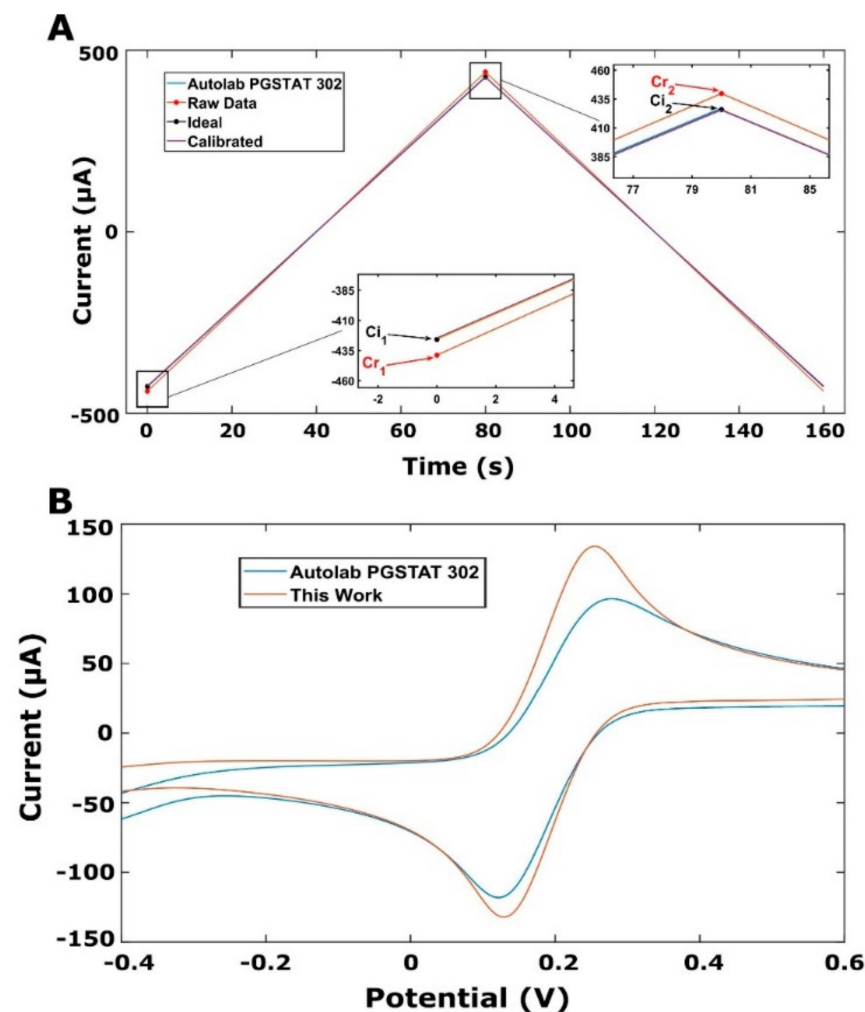 A
500
0
-500
Current (µA)
Autolab PGSTAT 302
Raw Data
Ideal
Calibrated
460
435
410
385
Cr2
Ci2
77 79 81 85
-385
-410
-435
-460
Ci1
Cr1
-2 0 2 4
0 20 40 60 80 100 120 140 160
Time (s)
B
150
100
50
0
-50
-100
-150
Current (µA)
Autolab PGSTAT 302
This Work
-0.4 -0.2 0 0.2 0.4 0.6
Potential (V)